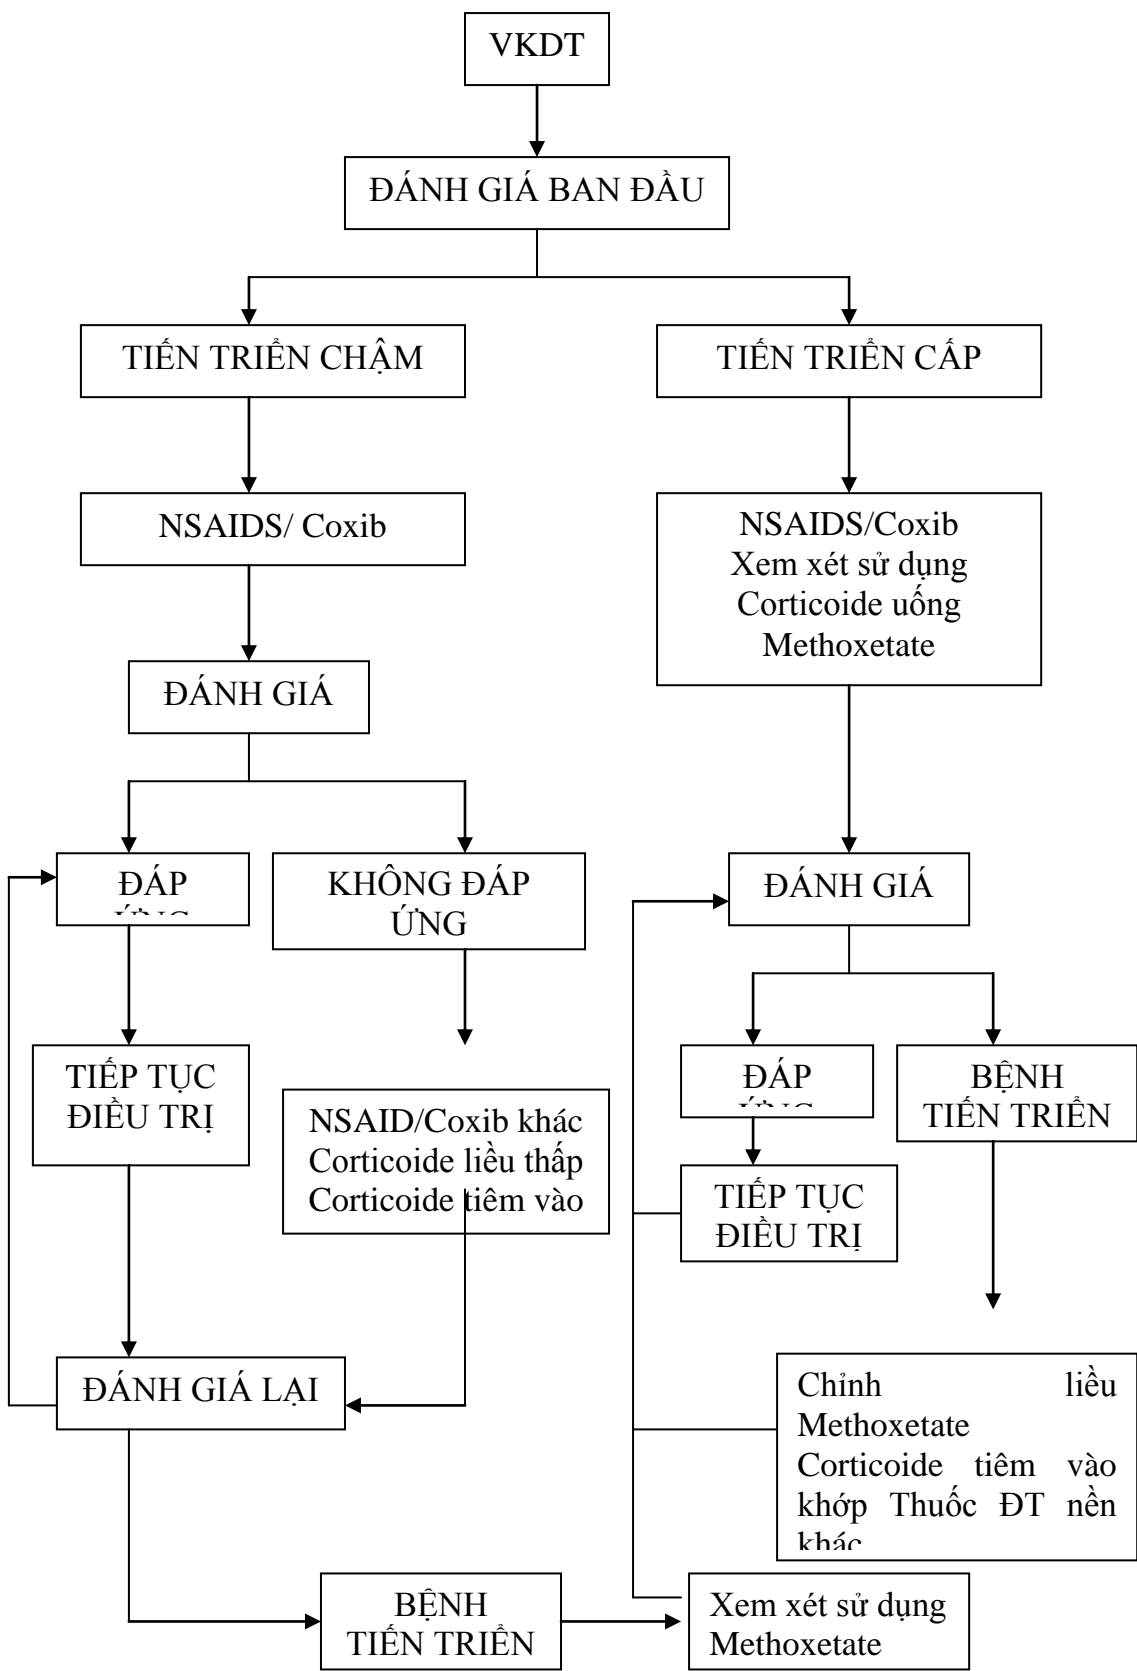 VKDT
ĐÁNH GIÁ BAN ĐẦU
TIẾN TRIỂN CHẬM
TIẾN TRIỂN CẤP
NSAIDS/ Coxib
NSAIDS/Coxib
Xem xét sử dụng
Corticoide uống
Methoxetate
ĐÁNH GIÁ
ĐÁP
ỨNG
KHÔNG ĐÁP
ỨNG
ĐÁNH GIÁ
TIẾP TỤC
ĐIỀU TRỊ
NSAID/Coxib khác
Corticoide liều thấp
Corticoide tiêm vào
ĐÁP
ỨNG
BỆNH
TIẾN TRIỂN
TIẾP TỤC
ĐIỀU TRỊ
ĐÁNH GIÁ LẠI
Chỉnh liều
Methoxetate
Corticoide tiêm vào
khớp Thuốc ĐT nền
khác
BỆNH
TIẾN TRIỂN
Xem xét sử dụng
Methoxetate